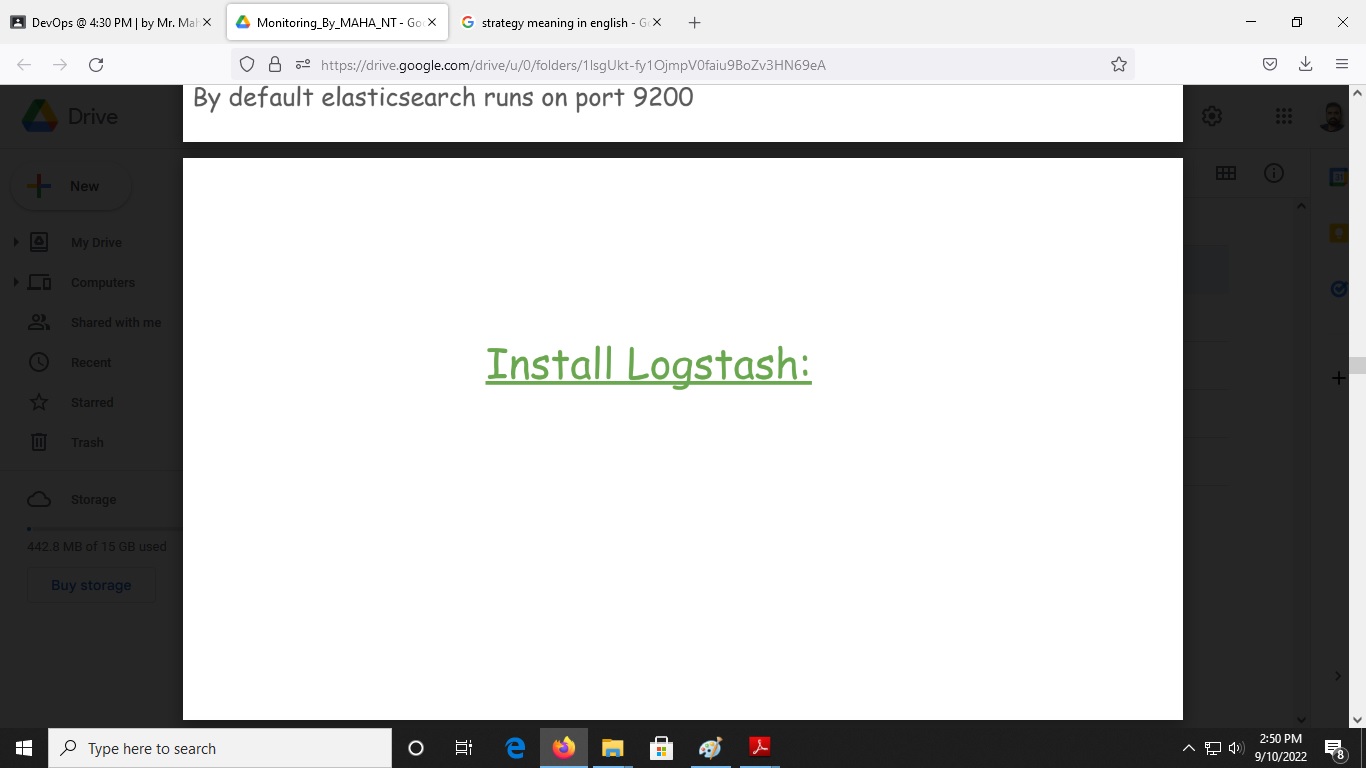 DevOps @ 4:30 PM | by Mr. Mah
Monitoring_By_MAHA_NT - Goo
strategy meaning in english - Go
https://drive.google.com/drive/u/0/folders/
By default elasticsearch runs on port 9200
Drive
New
My Drive
Computers
Shared with me
Recent
Starred
Trash
Storage
442.8 MB of 15 GB used
Buy storage
Install Logstash:
Type here to search
2:50 PM
9/10/2022
8